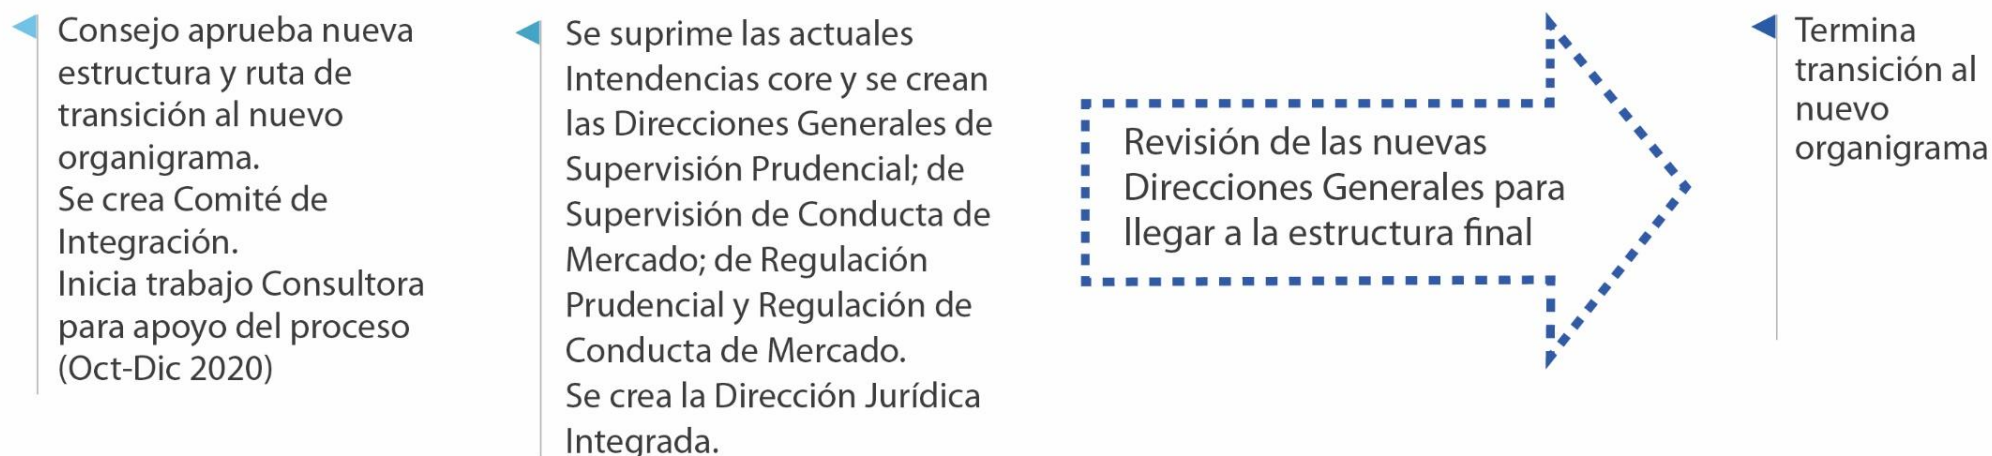 Consejo aprueba nueva
estructura y ruta de
transición al nuevo
organigrama.
Se crea Comité de
Integración.
Inicia trabajo Consultora
para apoyo del proceso
(Oct-Dic 2020)
Se suprime las actuales
Intendencias core y se crean
las Direcciones Generales de
Supervisión Prudencial; de
Supervisión de Conducta de
Mercado; de Regulación
Prudencial y Regulación de
Conducta de Mercado.
Se crea la Dirección Jurídica
Integrada.
Revisión de las nuevas
Direcciones Generales para
llegar a la estructura final
Termina
transición al
nuevo
organigrama